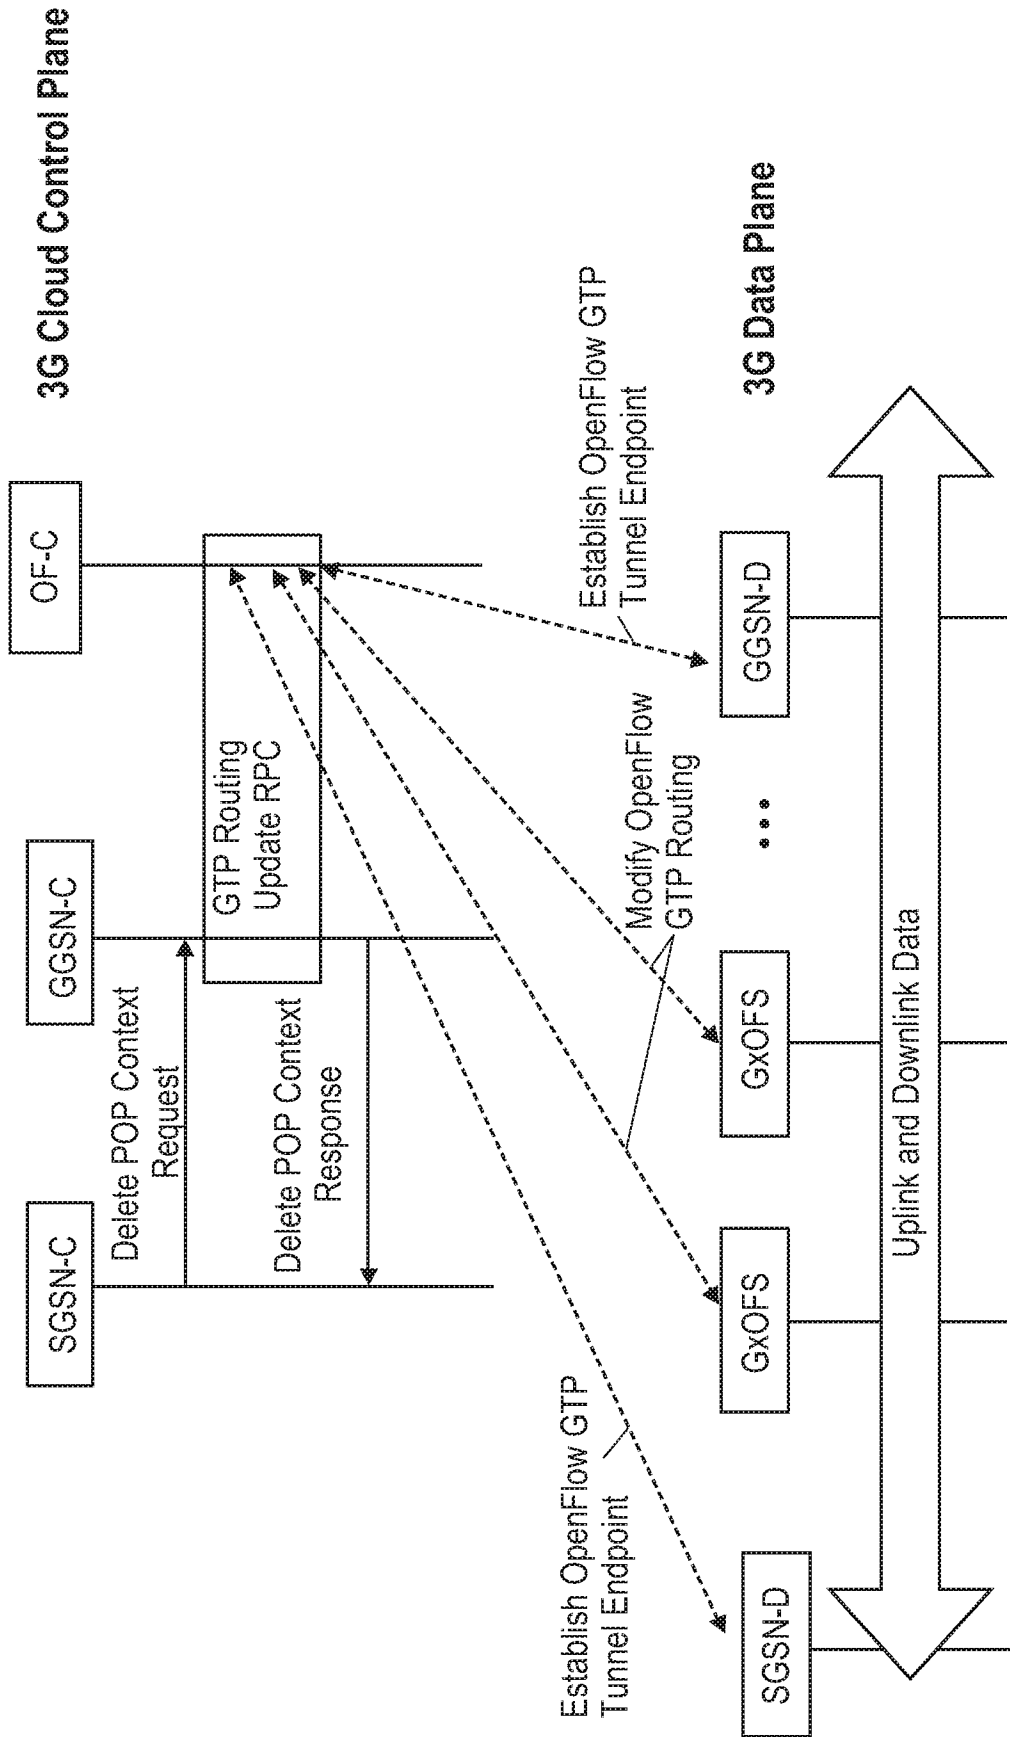 3G Cloud Control Plane
SGSN-C
GGSN-C
OF-C
Delete POP Context
Request
GTP Routing
Update RPC
Delete POP Context
Response
Establish OpenFlow GTP
Tunnel Endpoint
Modify OpenFlow
GTP Routing
Establish OpenFlow GTP
Tunnel Endpoint
3G Data Plane
SGSN-D
GxOFS
GxOFS
...
GGSN-D
Uplink and Downlink Data